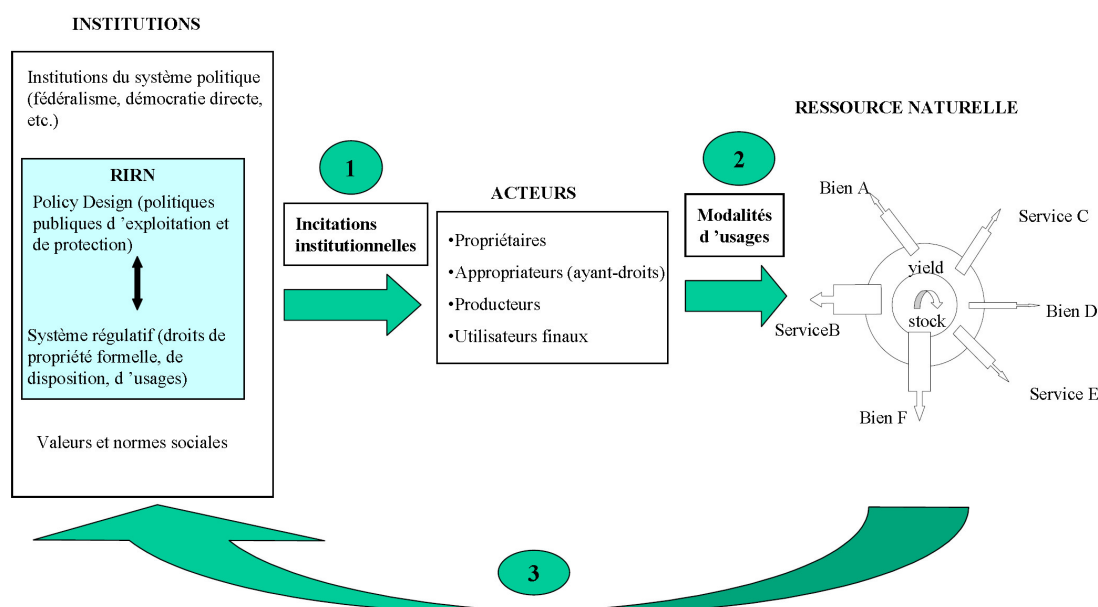 INSTITUTIONS
Institutions du système politique
(fédéralisme, démocratie directe,
etc.)
RIRN
Policy Design (politiques
publiques d ’exploitation et
de protection)
Système régulatif (droits de
propriété formelle, de
disposition, d ’usages)
Valeurs et normes sociales
1
Incitations
institutionnelles
ACTEURS
•Propriétaires
•Appropriateurs (ayant-droits)
•Producteurs
•Utilisateurs finaux
2
Modalités
d ’usages
RESSOURCE NATURELLE
Bien A
Service C
yield
Bien D
stock
ServiceB
Service E
Bien F
3